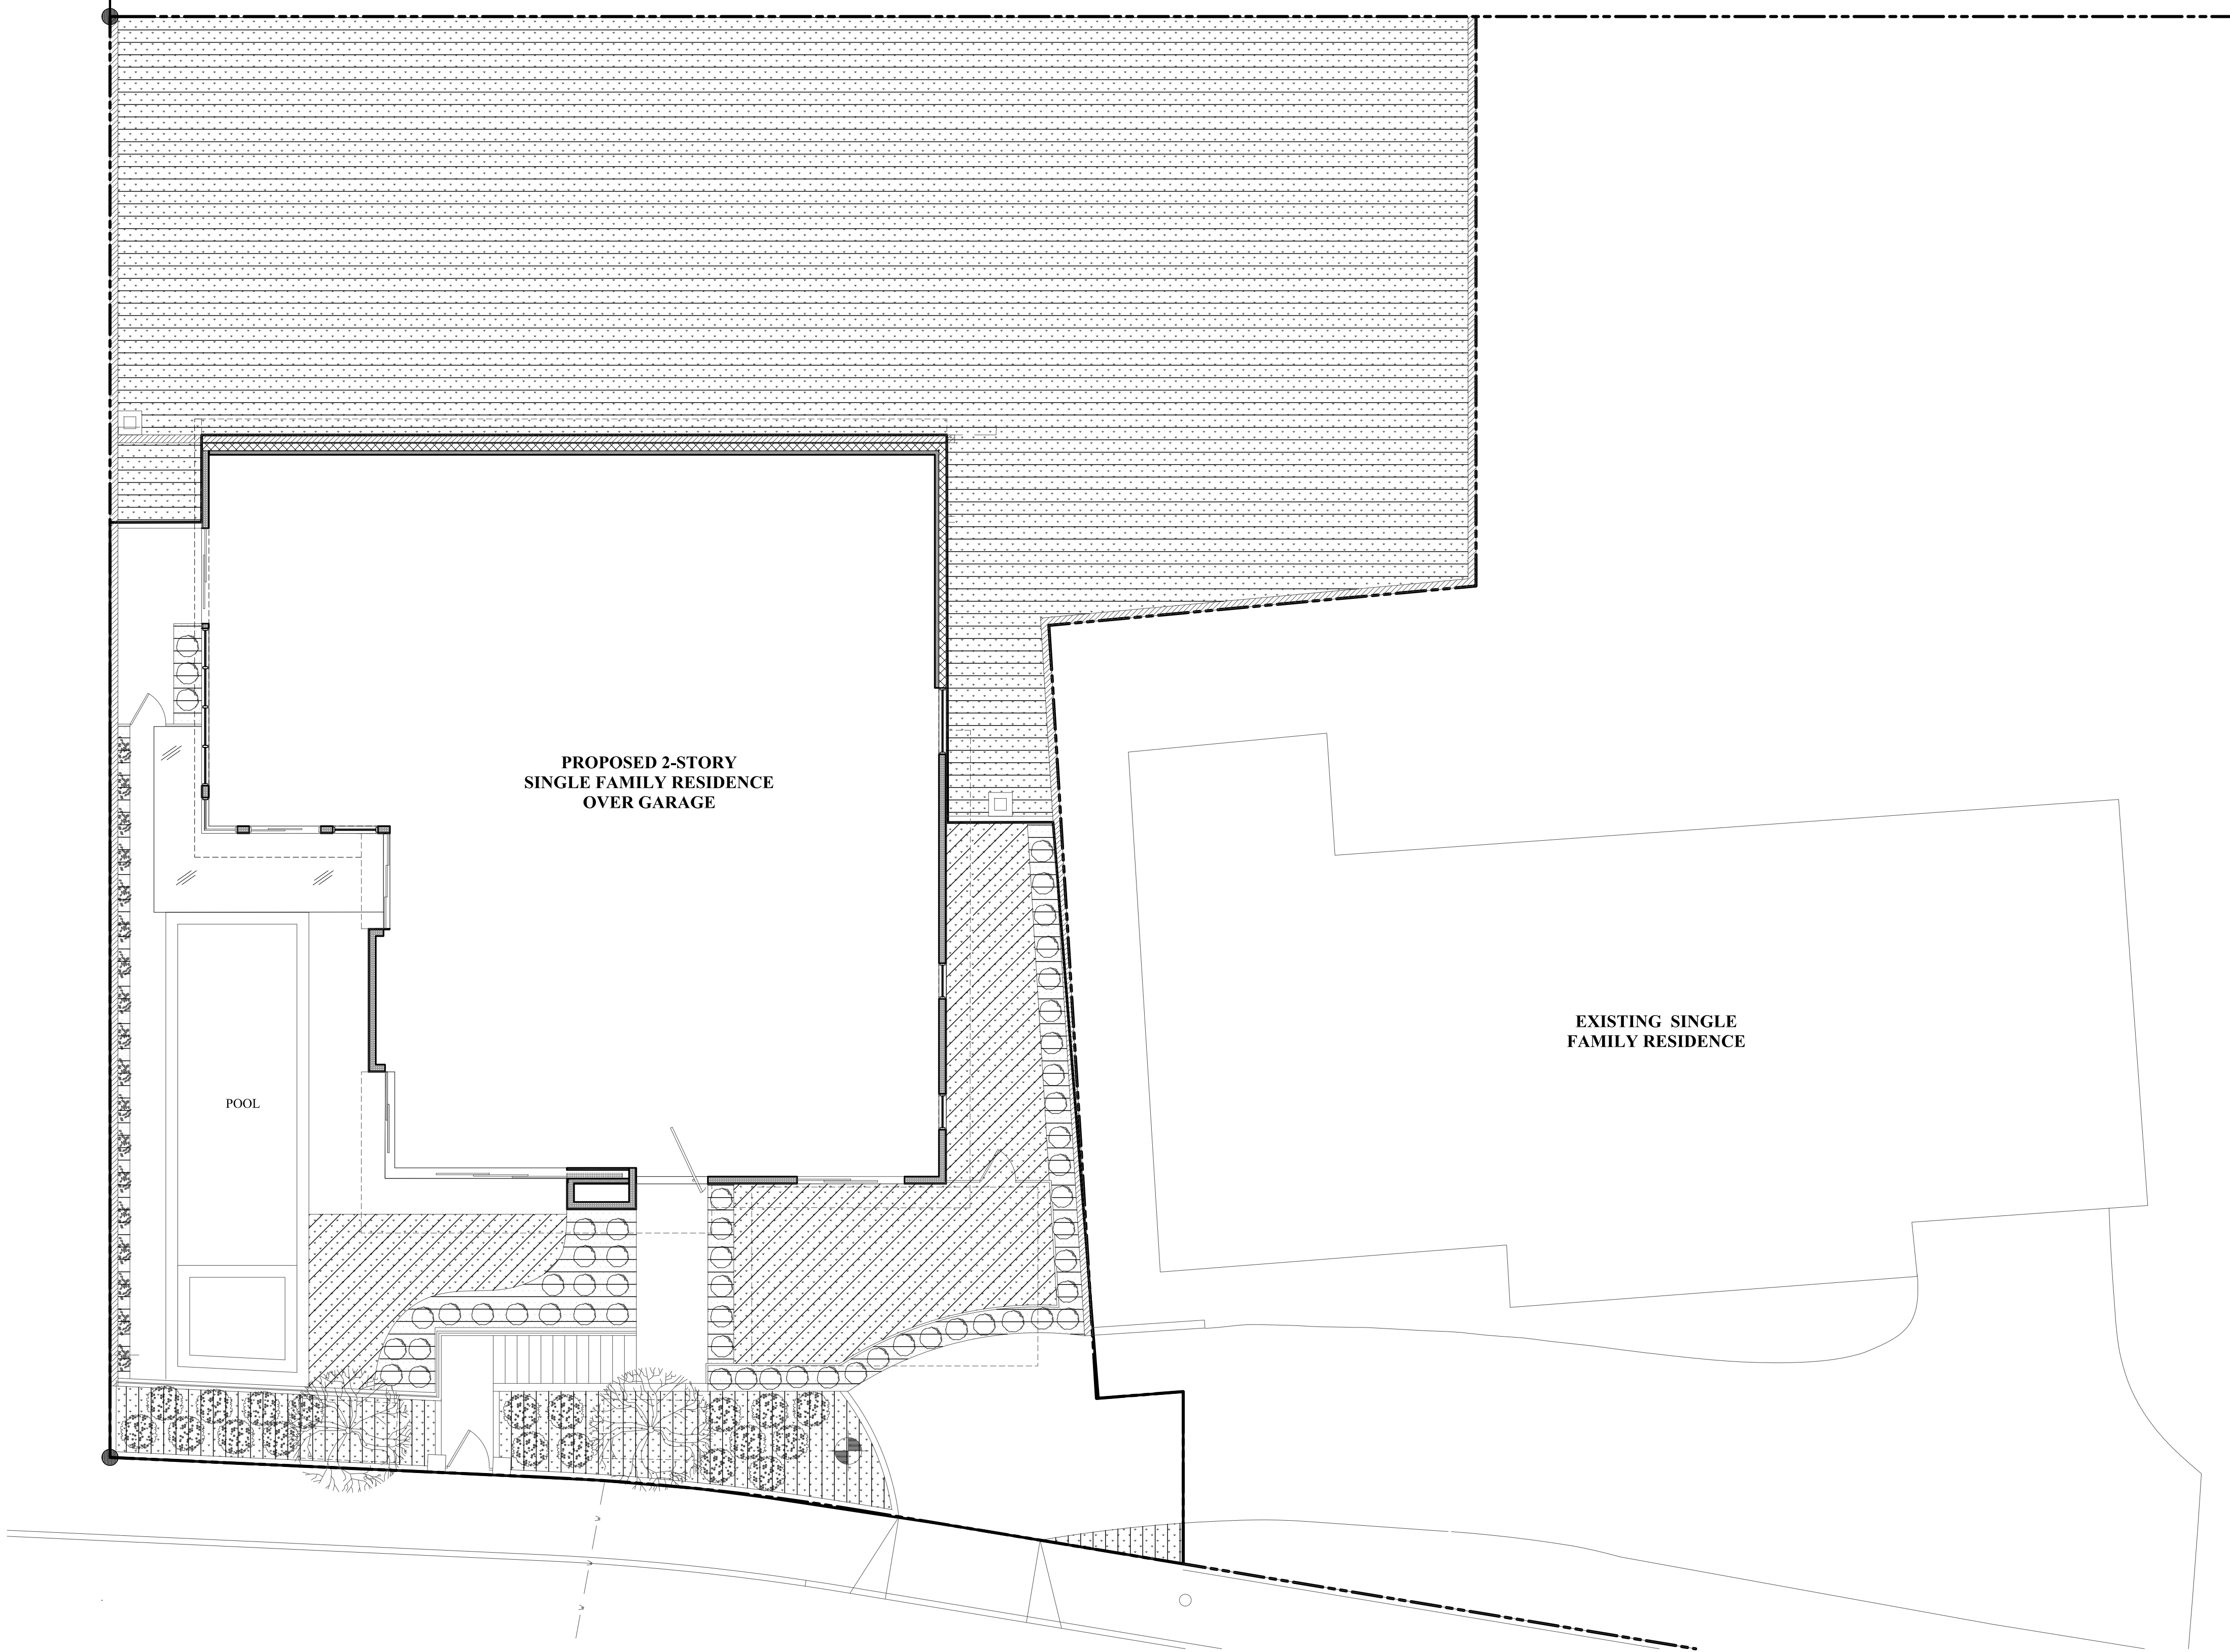 PROPOSED 2-STORY
SINGLE FAMILY RESIDENCE
OVER GARAGE
EXISTING SINGLE
FAMILY RESIDENCE
POOL